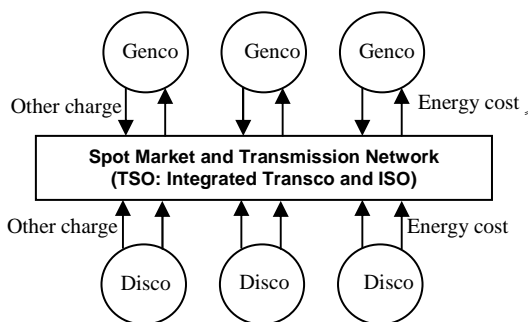 Genco Genco Genco
Other charge Energy cost
Spot Market and Transmission Network
(TSO: Integrated Transco and ISO)
Other charge Energy cost
Disco Disco Disco